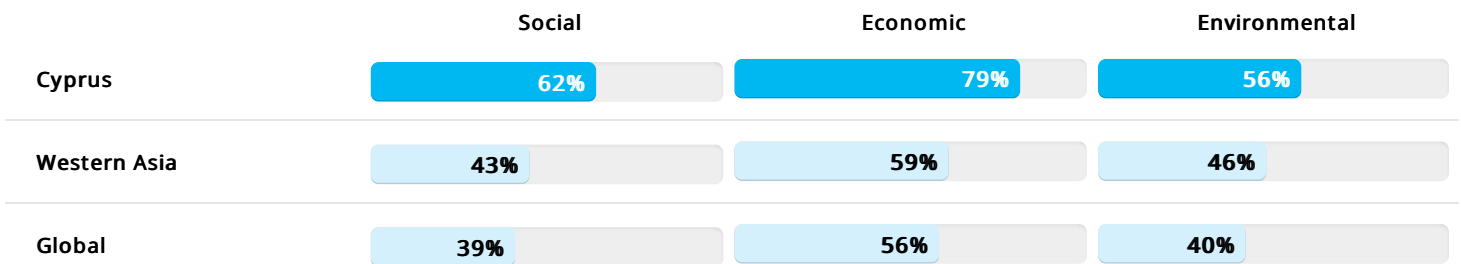 Social Economic Environmental
Cyprus 62% 79% 56%
Western Asia 43% 59% 46%
Global 39% 56% 40%